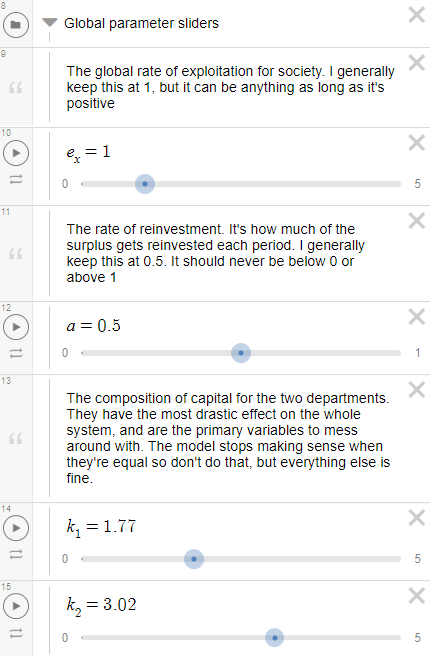 8
Global parameter sliders
9
The global rate of exploitation for society. I generally
keep this at 1, but it can be anything as long as it's
positive
10
eₓ = 1
0 5
11
The rate of reinvestment. It's how much of the
surplus gets reinvested each period. I generally
keep this at 0.5. It should never be below 0 or
above 1
12
a = 0.5
0 1
13
The composition of capital for the two departments.
They have the most drastic effect on the whole
system, and are the primary variables to mess
around with. The model stops making sense when
they're equal so don't do that, but everything else is
fine.
14
k₁ = 1.77
0 5
15
k₂ = 3.02
0 5